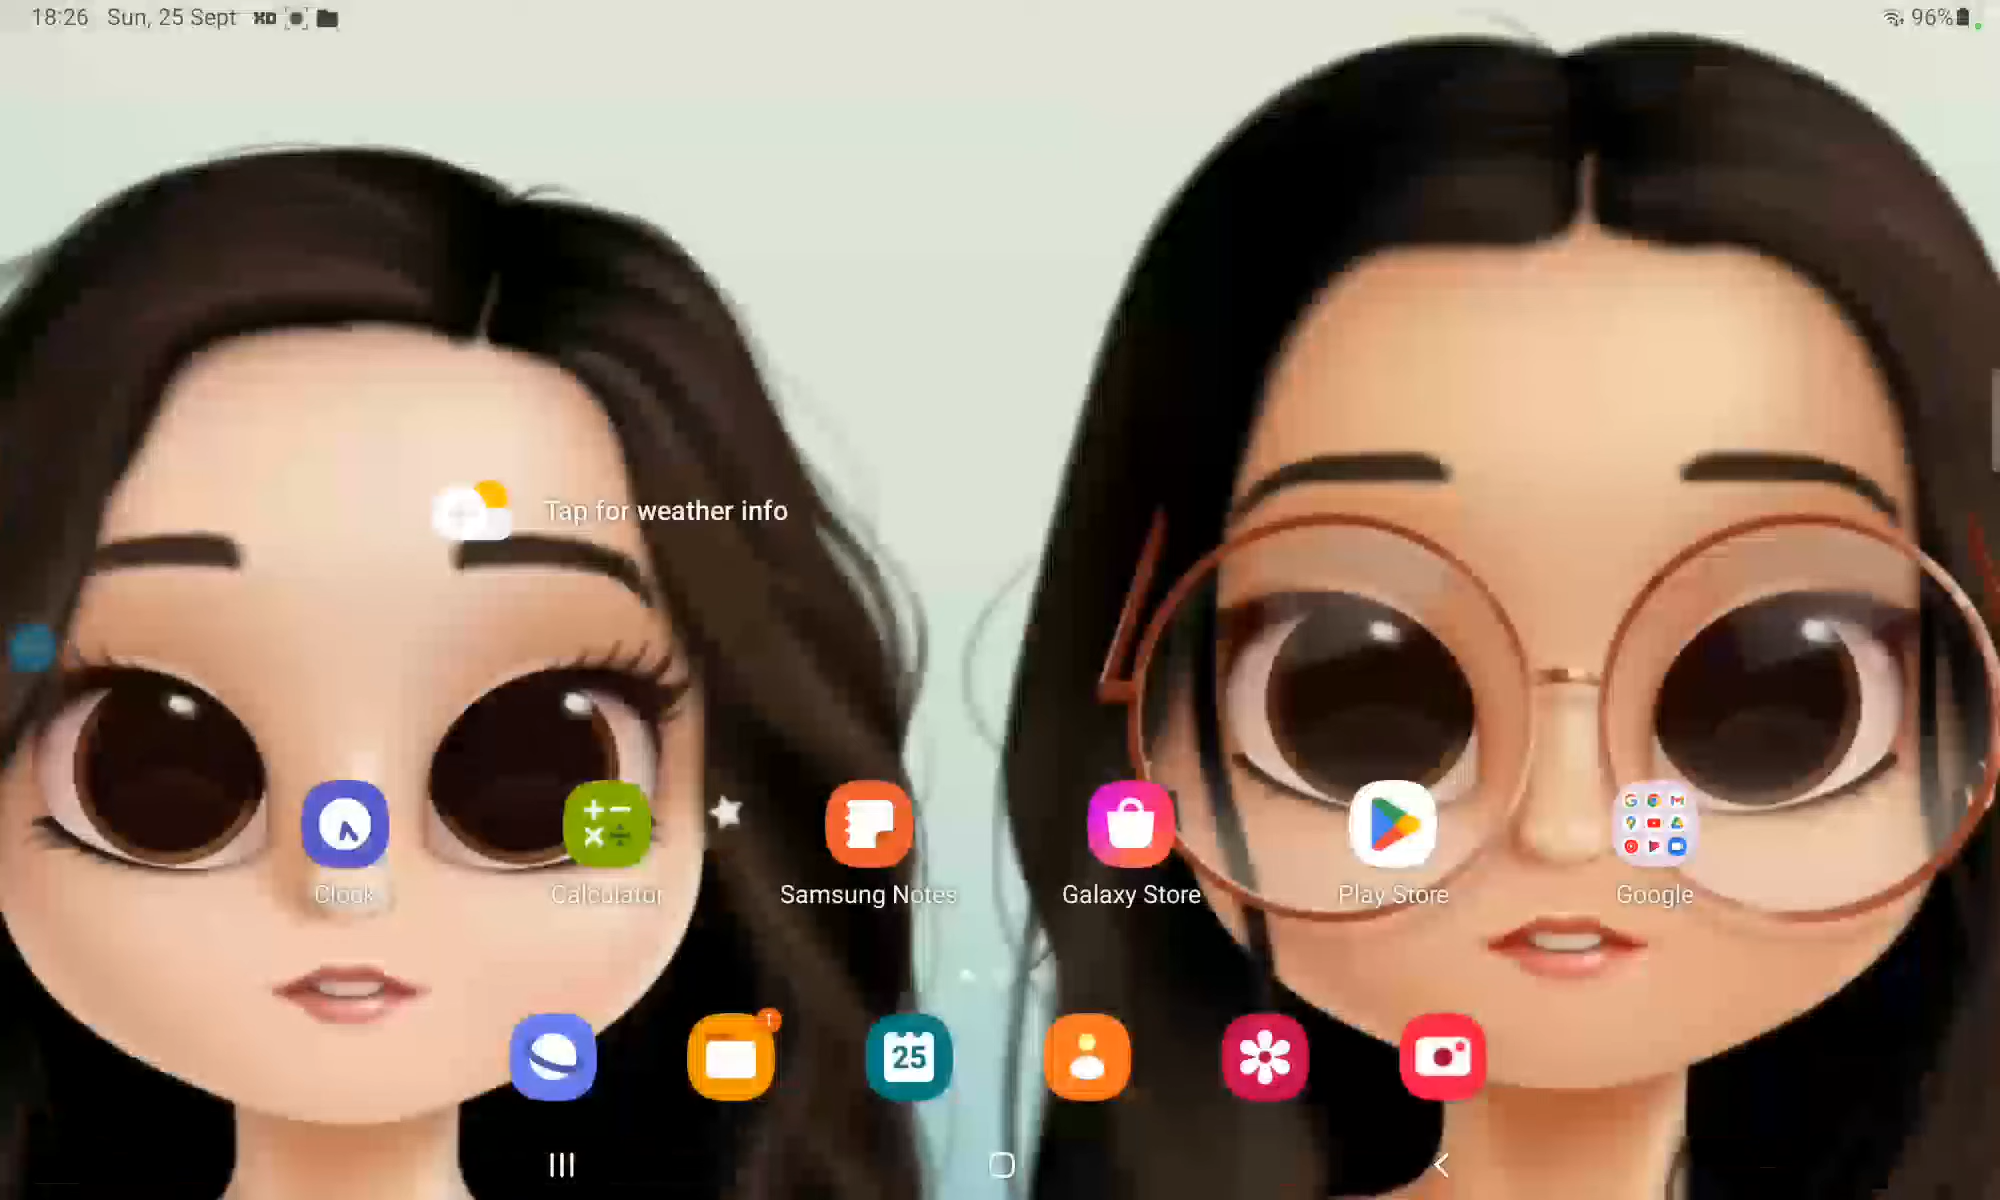 18:26 Sun, 25 Sept XD 96%
Tap for weather info
Clock Calculator Samsung Notes Galaxy Store Play Store Google
25